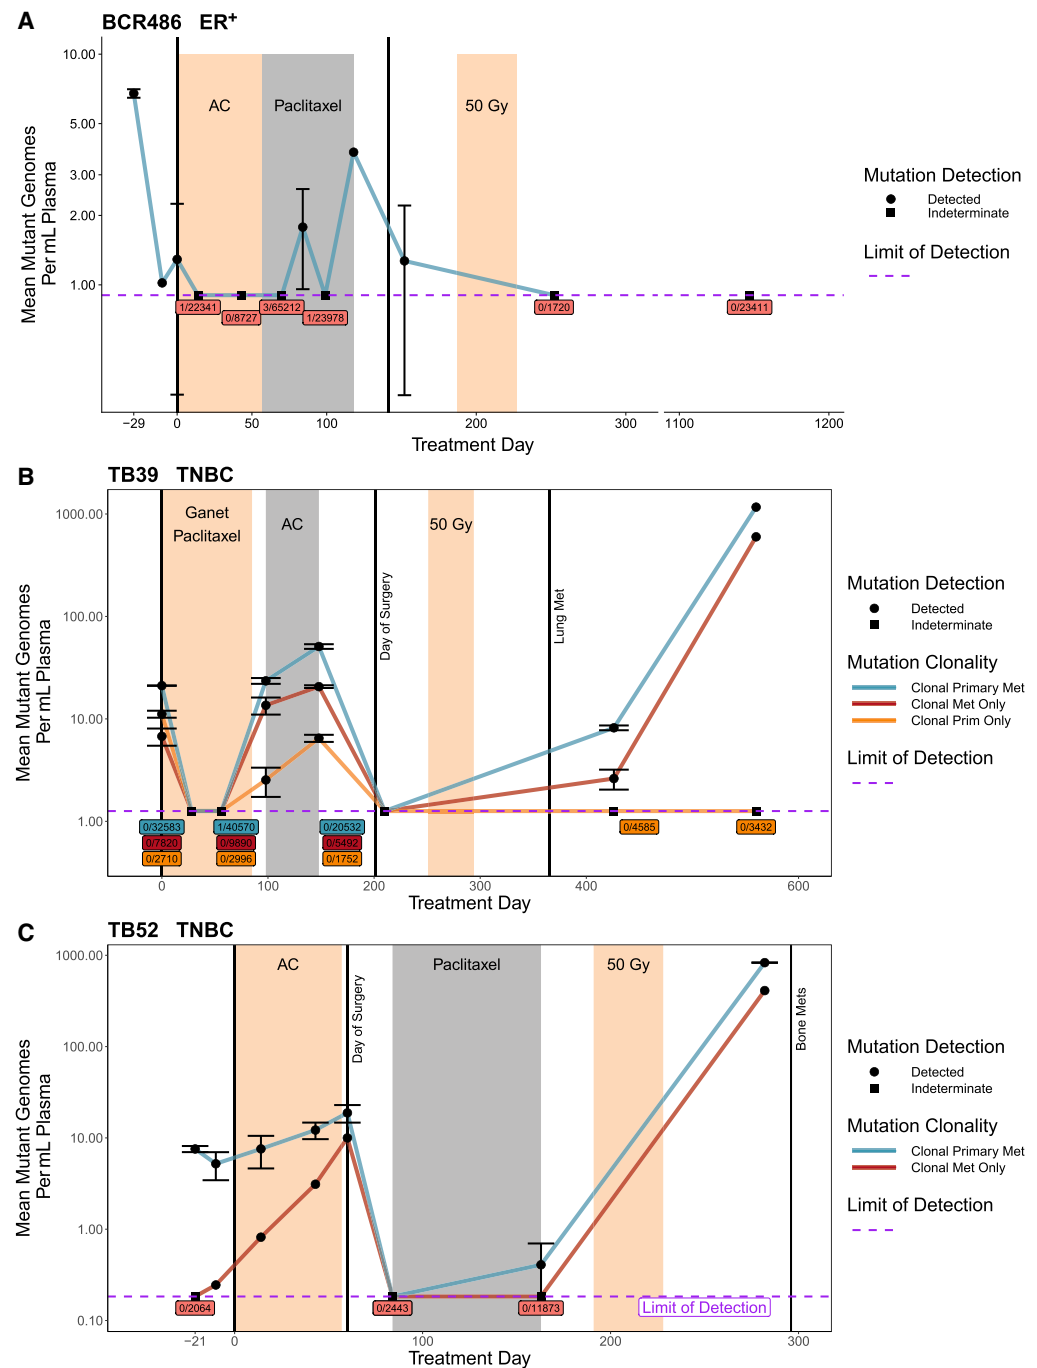 A
BCR486 ER+
10.00
5.00
3.00
2.00
1.00
Mean Mutant Genomes
Per mL Plasma
AC
Paclitaxel
50 Gy
1/22341
0/8727
3/65212
1/23978
0/1720
0/23411
−29
0
50
100
200
300
1100
1200
Treatment Day
Mutation Detection
Detected
Indeterminate
Limit of Detection
B
TB39 TNBC
1000.00
100.00
10.00
1.00
Mean Mutant Genomes
Per mL Plasma
Ganet
Paclitaxel
AC
Day of Surgery
50 Gy
Lung Met
0/32583
0/7820
0/2710
1/40570
0/9890
0/2996
0/20532
0/5492
0/1752
0/4585
0/3432
0
100
200
300
400
600
Treatment Day
Mutation Detection
Detected
Indeterminate
Mutation Clonality
Clonal Primary Met
Clonal Met Only
Clonal Prim Only
Limit of Detection
C
TB52 TNBC
1000.00
100.00
10.00
1.00
0.10
Mean Mutant Genomes
Per mL Plasma
AC
Day of Surgery
Paclitaxel
50 Gy
Bone Mets
0/2064
0/2443
0/11873
Limit of Detection
−21
0
100
200
300
Treatment Day
Mutation Detection
Detected
Indeterminate
Mutation Clonality
Clonal Primary Met
Clonal Met Only
Limit of Detection